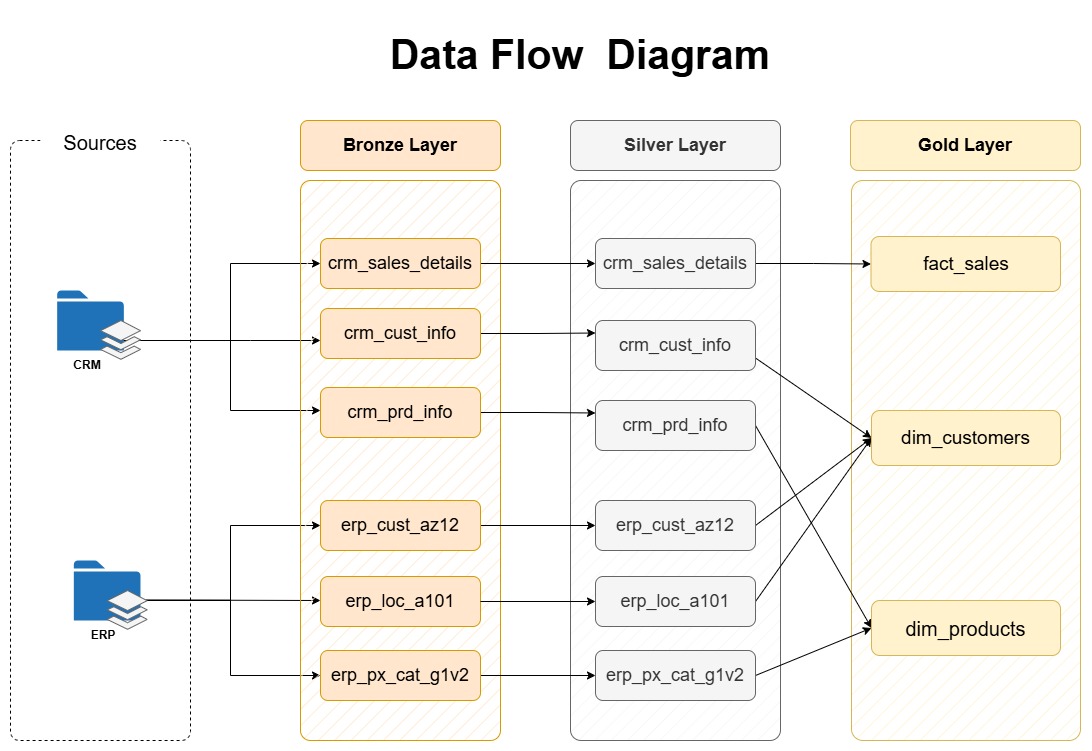 Data Flow  Diagram
Sources
Bronze Layer
Silver Layer
Gold Layer
crm_sales_details
crm_sales_details
fact_sales
CRM
crm_cust_info
crm_cust_info
crm_prd_info
crm_prd_info
dim_customers
erp_cust_az12
erp_cust_az12
ERP
erp_loc_a101
erp_loc_a101
dim_products
erp_px_cat_g1v2
erp_px_cat_g1v2